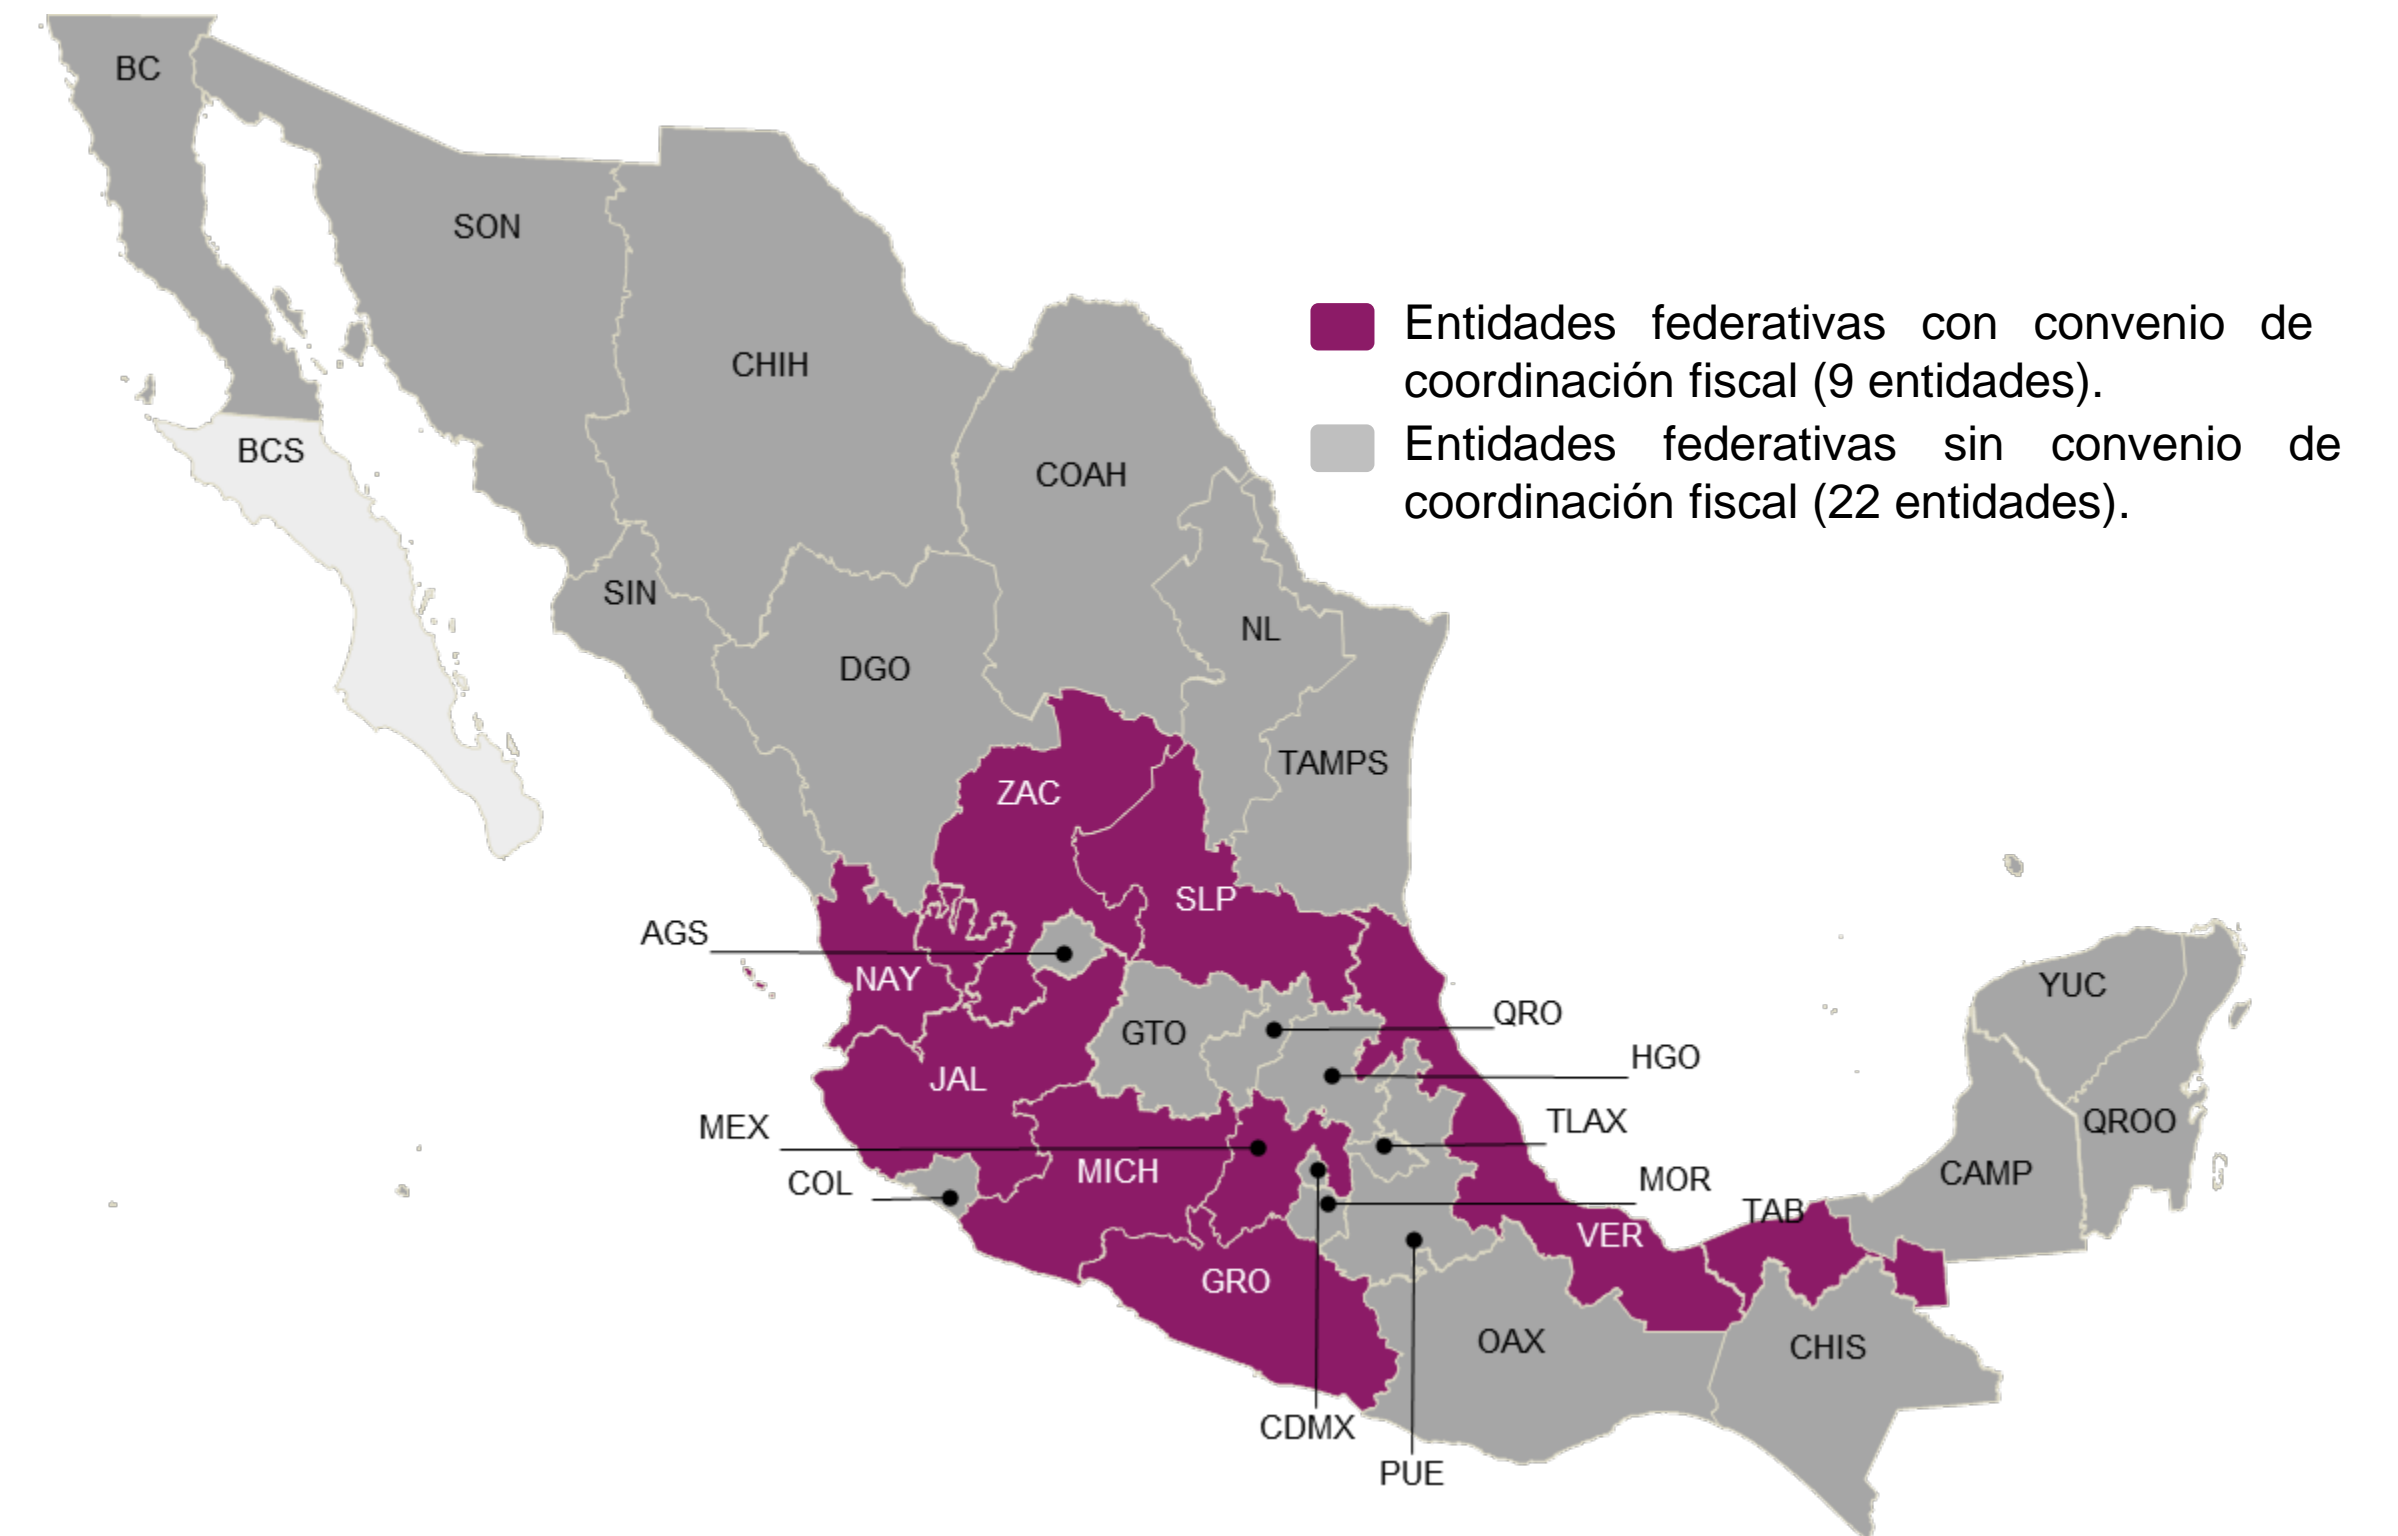 BC
SON
CHIH
Entidades federativas con convenio de
coordinación fiscal (9 entidades).
Entidades federativas sin convenio de
coordinación fiscal (22 entidades).
BCS
COAH
SIN
NL
DGO
TAMPS
ZAC
SLP
AGS
NAY
YUC
QRO
GTO
HGO
JAL
MEX
TLAX
QROO
COL
MICH
MOR
CAMP
TAB
VER
GRO
OAX
CHIS
CDMX
PUE